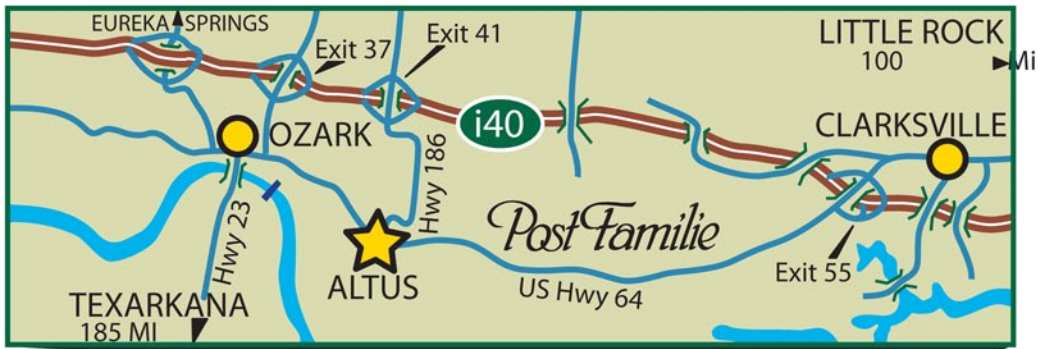 EUREKA SPRINGS
Exit 37
Exit 41
LITTLE ROCK
100 Mi
i40
OZARK
CLARKSVILLE
Hwy 186
Hwy 23
Post Familie
Exit 55
ALTUS
US Hwy 64
TEXARKANA
185 MI